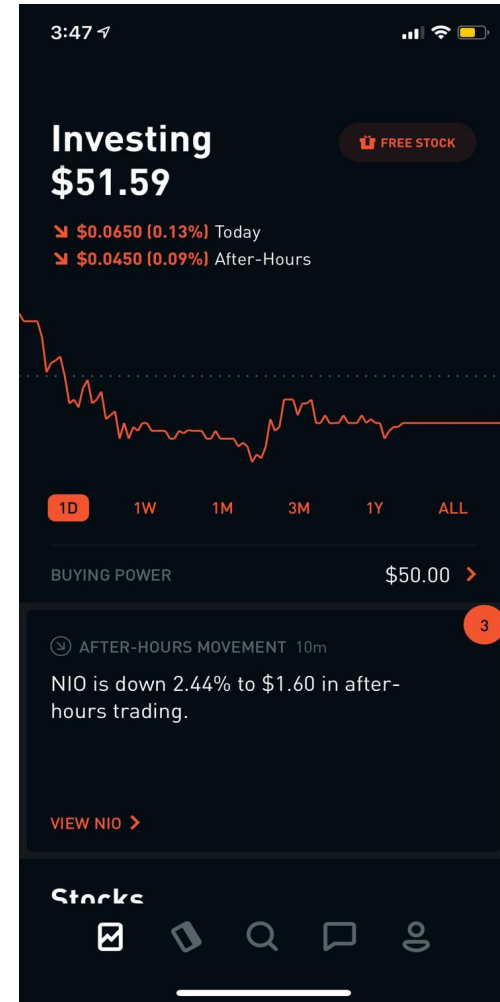 3:47
Investing
$51.59
FREE STOCK
$0.0650 (0.13%) Today
$0.0450 (0.09%) After-Hours
1D 1W 1M 3M 1Y ALL
BUYING POWER $50.00
3
AFTER-HOURS MOVEMENT 10m
NIO is down 2.44% to $1.60 in after-
hours trading.
VIEW NIO
Stocks